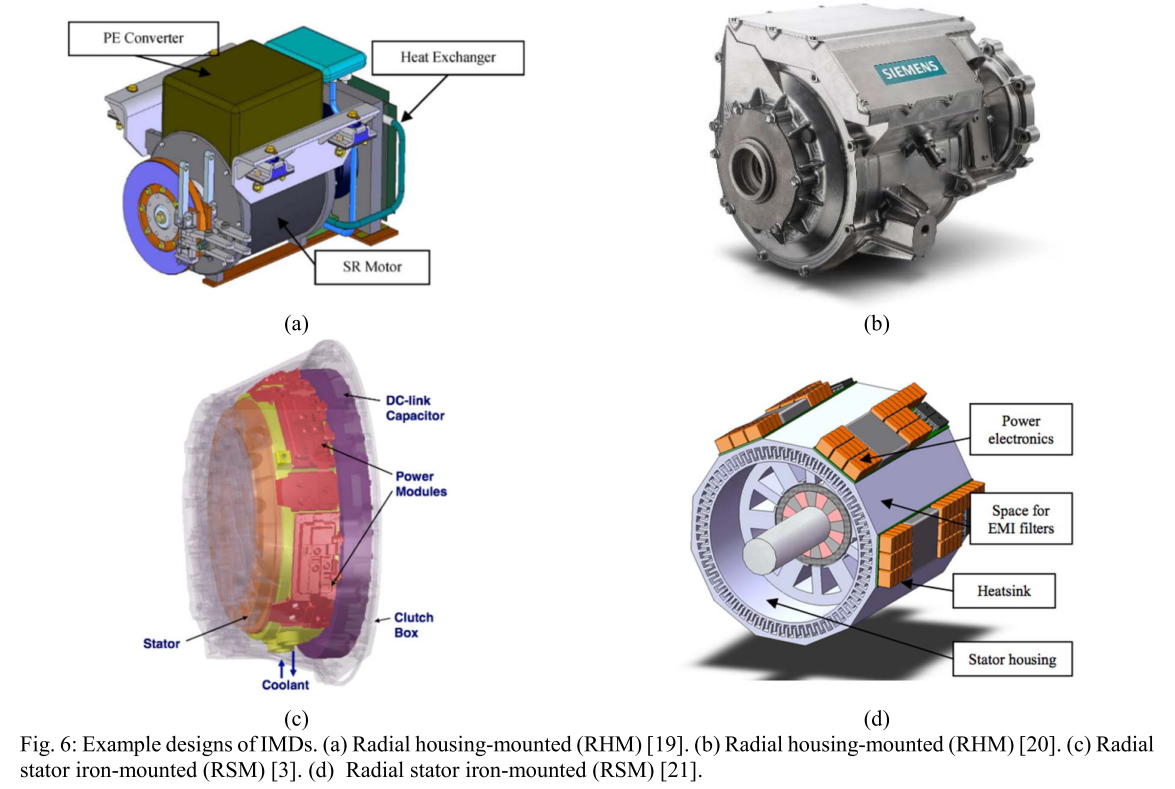 PE Converter
Heat Exchanger
SR Motor
(a)
SIEMENS
(b)
DC-link
Capacitor
Power
Modules
Clutch
Box
Stator
Coolant
(c)
Power
electronics
Space for
EMI filters
Heatsink
Stator housing
(d)
Fig. 6: Example designs of IMDs. (a) Radial housing-mounted (RHM) [19]. (b) Radial housing-mounted (RHM) [20]. (c) Radial
stator iron-mounted (RSM) [3]. (d) Radial stator iron-mounted (RSM) [21].